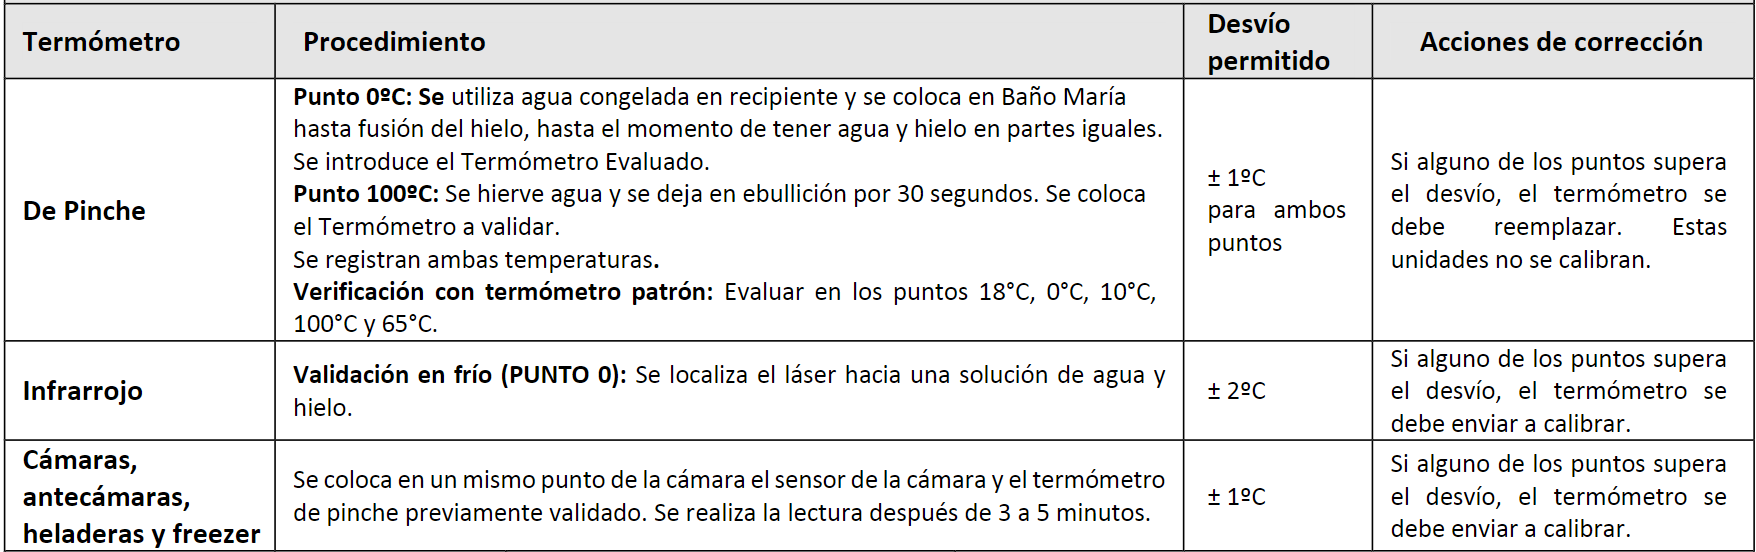 Termómetro
Procedimiento
Desvío
permitido
Acciones de corrección
De Pinche
Punto 0ºC: Se utiliza agua congelada en recipiente y se coloca en Baño María
hasta fusión del hielo, hasta el momento de tener agua y hielo en partes iguales.
Se introduce el Termómetro Evaluado.
Punto 100ºC: Se hierve agua y se deja en ebullición por 30 segundos. Se coloca
el Termómetro a validar.
Se registran ambas temperaturas.
Verificación con termómetro patrón: Evaluar en los puntos 18°C, 0°C, 10°C,
100°C y 65°C.
± 1ºC
para ambos
puntos
Si alguno de los puntos supera
el desvío, el termómetro se
debe reemplazar. Estas
unidades no se calibran.
Infrarrojo
Validación en frío (PUNTO 0): Se localiza el láser hacia una solución de agua y
hielo.
± 2ºC
Si alguno de los puntos supera
el desvío, el termómetro se
debe enviar a calibrar.
Cámaras,
antecámaras,
heladeras y freezer
Se coloca en un mismo punto de la cámara el sensor de la cámara y el termómetro
de pinche previamente validado. Se realiza la lectura después de 3 a 5 minutos.
± 1ºC
Si alguno de los puntos supera
el desvío, el termómetro se
debe enviar a calibrar.